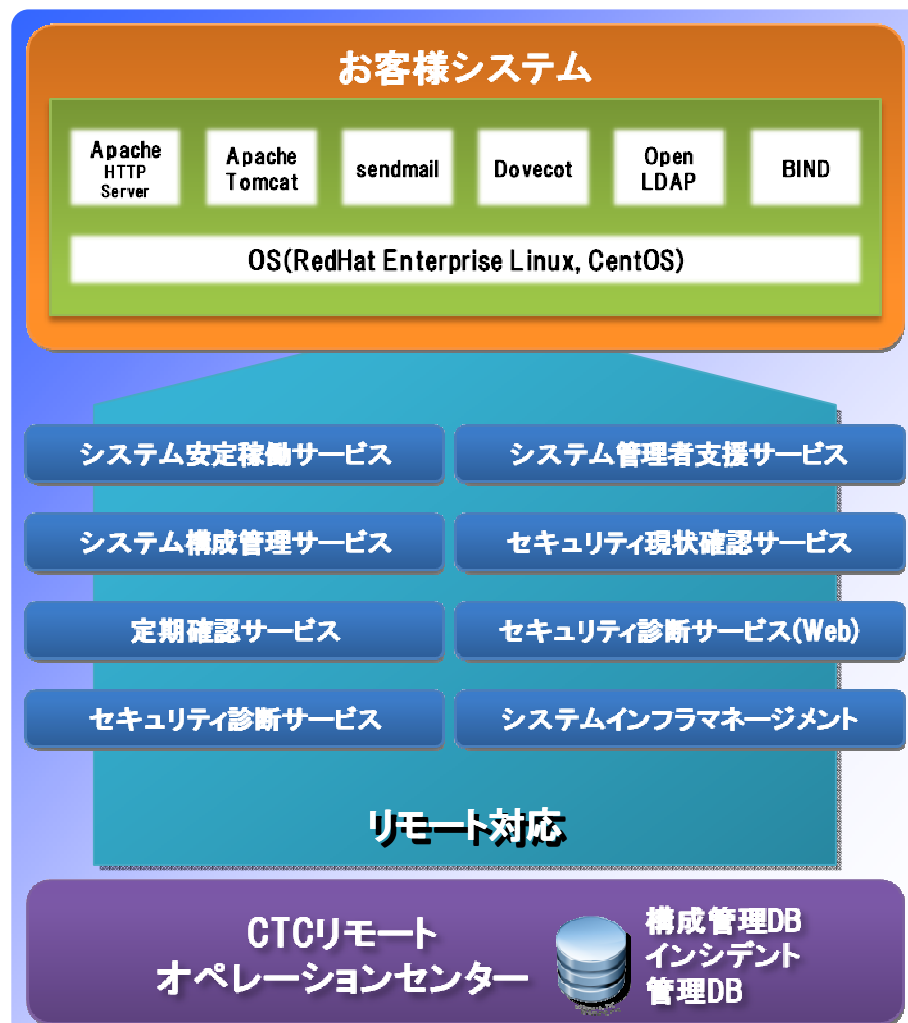 お客様システム
Apache
HTTP
Server
Apache
Tomcat
sendmail
Dovecot
Open
LDAP
BIND
OS(RedHat Enterprise Linux, CentOS)
システム安定稼働サービス
システム管理者支援サービス
システム構成管理サービス
セキュリティ現状確認サービス
定期確認サービス
セキュリティ診断サービス(Web)
セキュリティ診断サービス
システムインフラマネージメント
リモート対応
CTCリモート
オペレーションセンター
構成管理DB
インシデント
管理DB